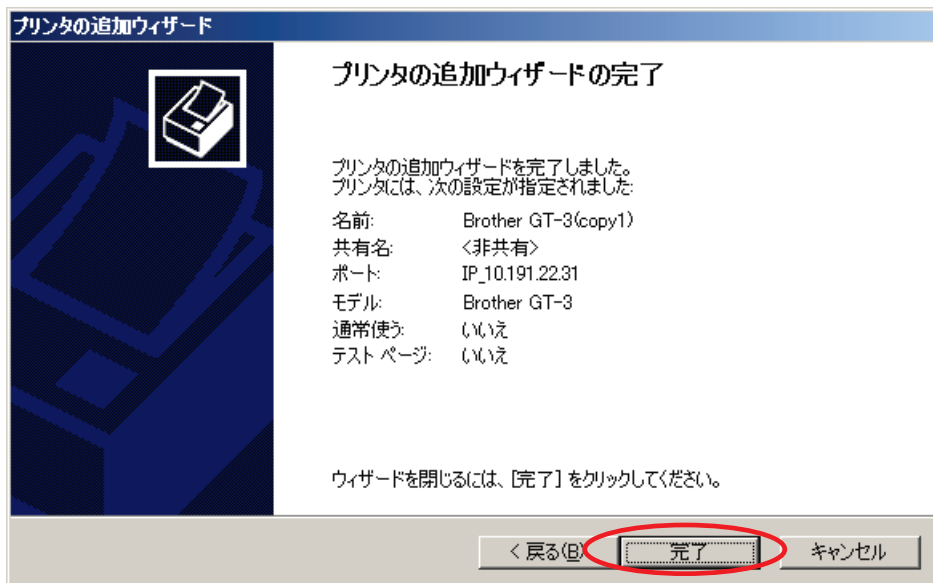 プリンタの追加ウィザード
プリンタの追加ウィザードの完了
プリンタの追加ウィザードを完了しました。
プリンタには、次の設定が指定されました:
名前: Brother GT-3(copy1)
共有名: <非共有>
ポート: IP_10.191.22.31
モデル: Brother GT-3
通常使う: いいえ
テスト ページ: いいえ
ウィザードを閉じるには、[完了] をクリックしてください。
< 戻る(B) 完了 キャンセル